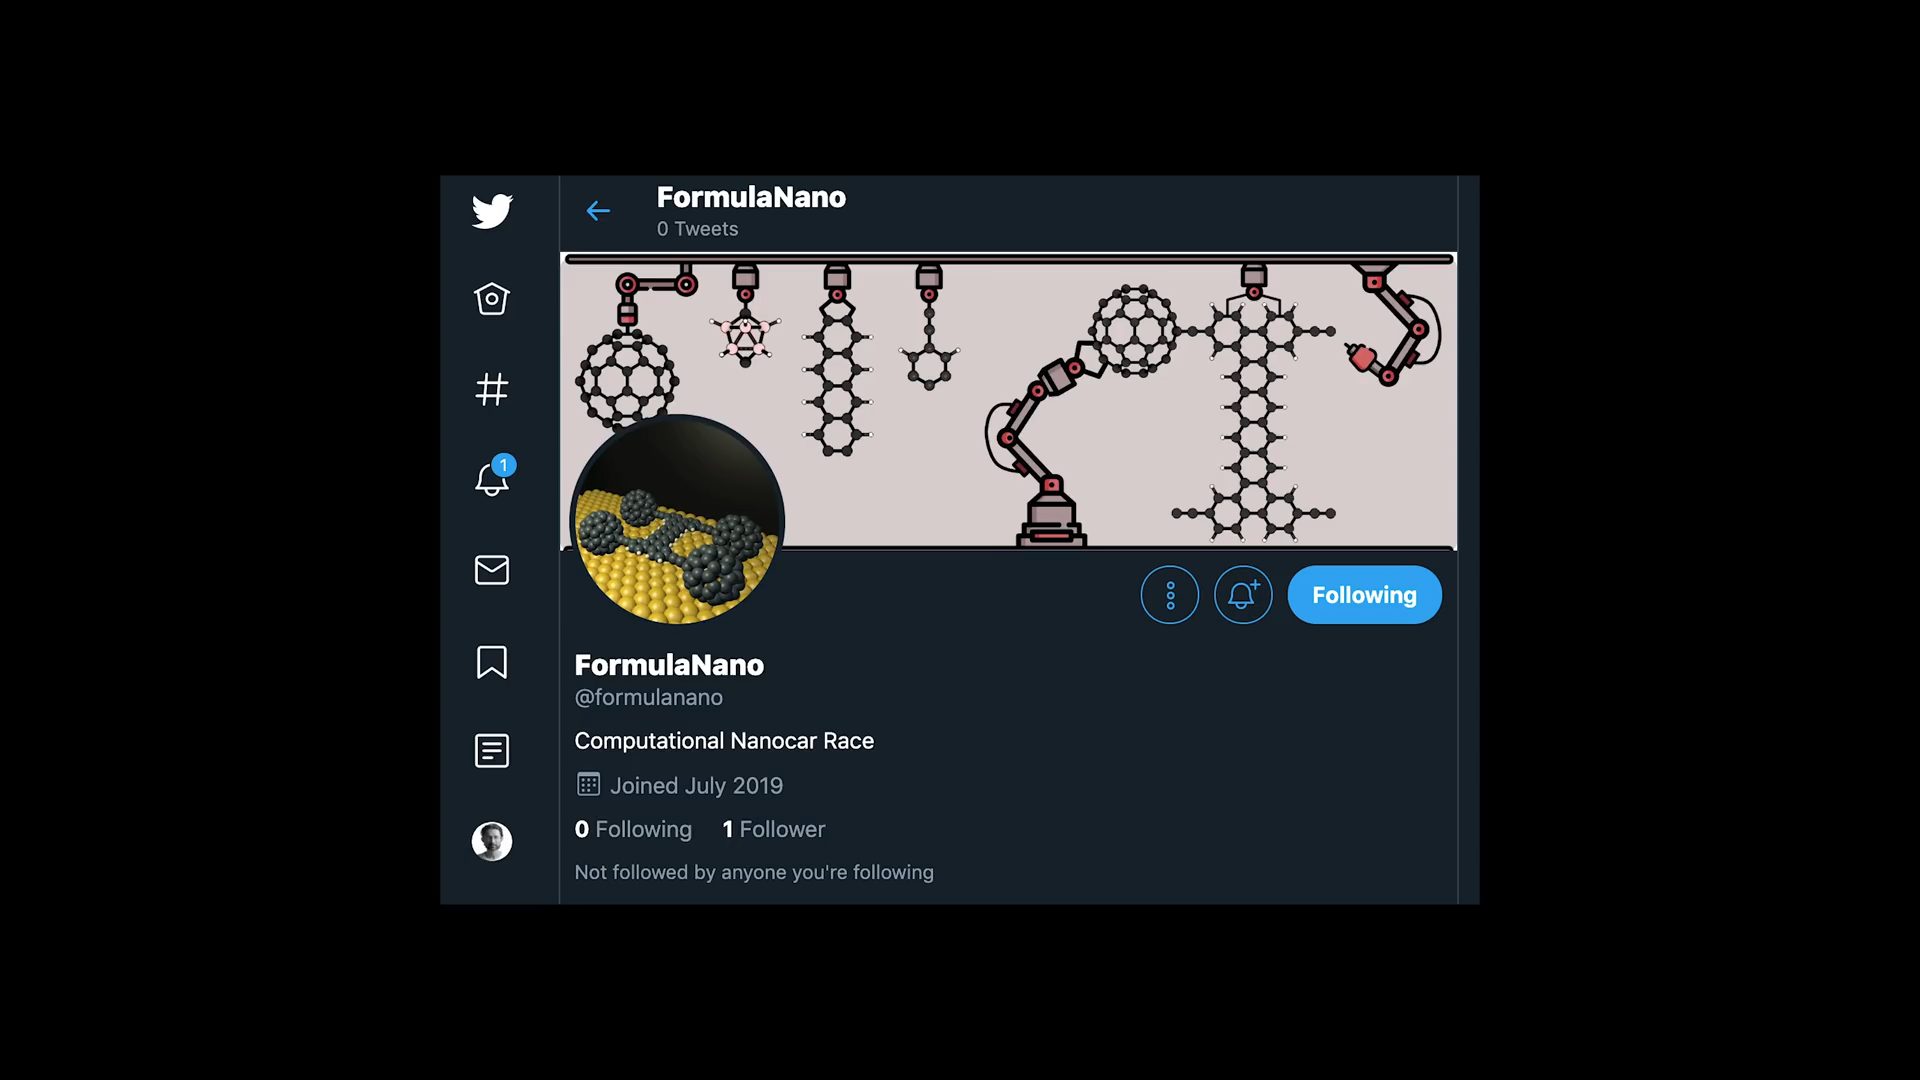 FormulaNano
0 Tweets
1
Following
FormulaNano
@formulanano
Computational Nanocar Race
Joined July 2019
0 Following 1 Follower
Not followed by anyone you're following